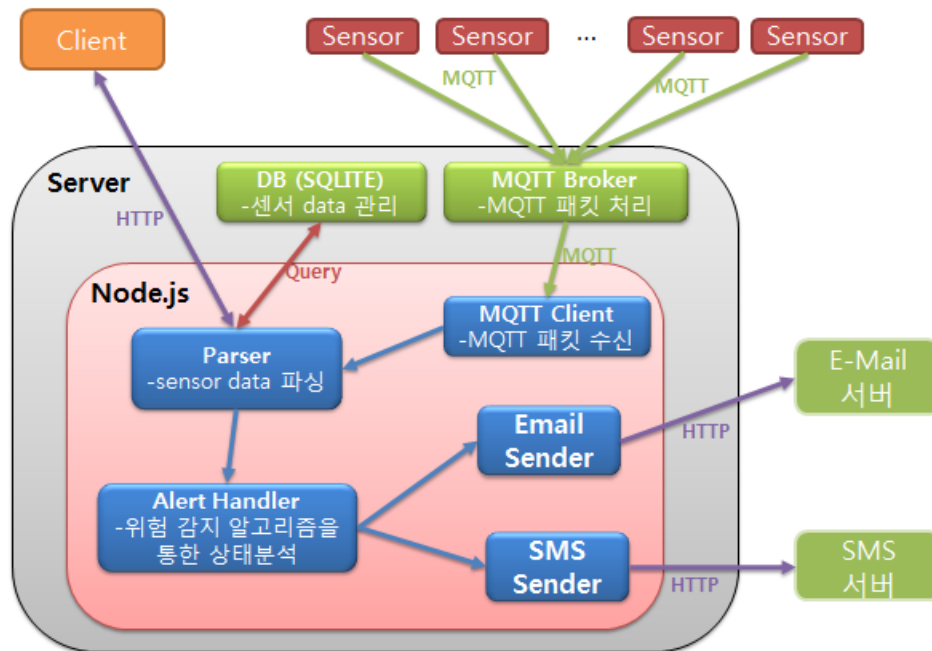 Client
Sensor
Sensor
...
Sensor
Sensor
MQTT
MQTT
Server
HTTP
DB (SQLITE)
-센서 data 관리
MQTT Broker
-MQTT 패킷 처리
Query
MQTT
Node.js
MQTT Client
-MQTT 패킷 수신
Parser
-sensor data 파싱
E-Mail
서버
Email
Sender
HTTP
Alert Handler
-위험 감지 알고리즘을
통한 상태분석
SMS
Sender
HTTP
SMS
서버